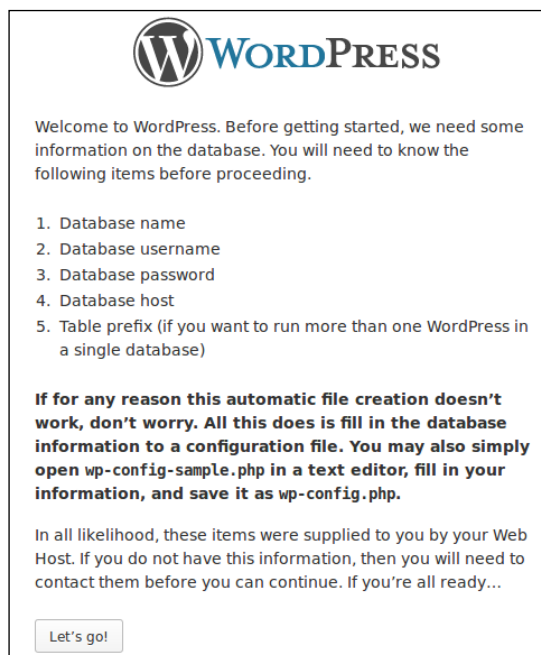 WORDPRESS
Welcome to WordPress. Before getting started, we need some
information on the database. You will need to know the
following items before proceeding.
1. Database name
2. Database username
3. Database password
4. Database host
5. Table prefix (if you want to run more than one WordPress in
a single database)
If for any reason this automatic file creation doesn’t
work, don’t worry. All this does is fill in the database
information to a configuration file. You may also simply
open wp-config-sample.php in a text editor, fill in your
information, and save it as wp-config.php.
In all likelihood, these items were supplied to you by your Web
Host. If you do not have this information, then you will need to
contact them before you can continue. If you’re all ready…
Let’s go!